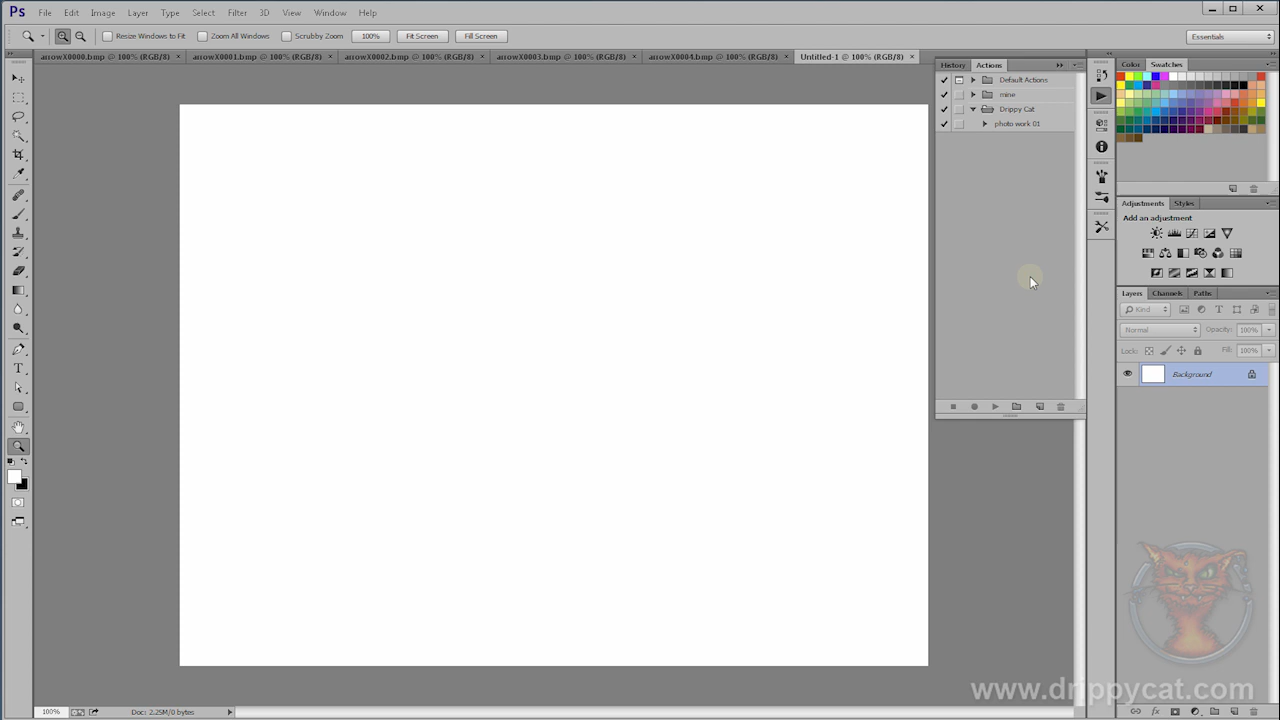 Ps File Edit Image Layer Type Select Filter 3D View Window Help
Resize Windows to Fit Zoom All Windows Scrubby Zoom 100% Fit Screen Fill Screen Essentials
arrowX0000.bmp @ 100% (RGB/8) × arrowX0001.bmp @ 100% (RGB/8) × arrowX0002.bmp @ 100% (RGB/8) × arrowX0003.bmp @ 100% (RGB/8) × arrowX0004.bmp @ 100% (RGB/8) × Untitled-1 @ 100% (RGB/8) ×
History Actions
Default Actions
mine
Drippy Cat
photo work 01
Color Swatches
Adjustments Styles
Add an adjustment
Layers Channels Paths
Kind
Normal Opacity: 100%
Lock: Fill: 100%
Background
www.drippycat.com
100% Doc: 2.25M/0 bytes
fx